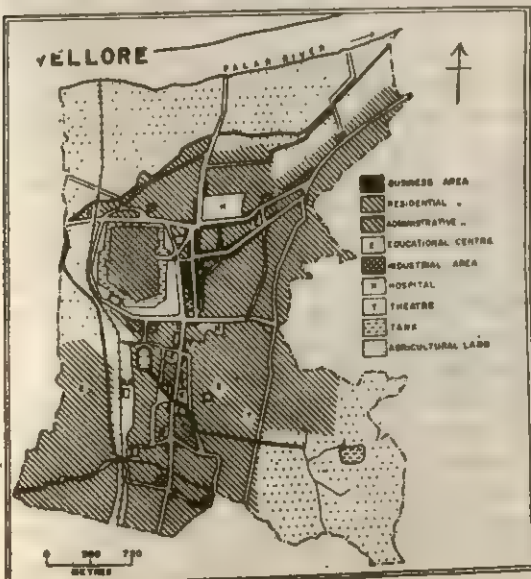 VELLORE
PALAR RIVER
H
BUSINESS AREA
RESIDENTIAL „
ADMINISTRATIVE „
E EDUCATIONAL CENTRE
INDUSTRIAL AREA
H HOSPITAL
T THEATRE
TANK
AGRICULTURAL LAND
E
E
T
0
METRES